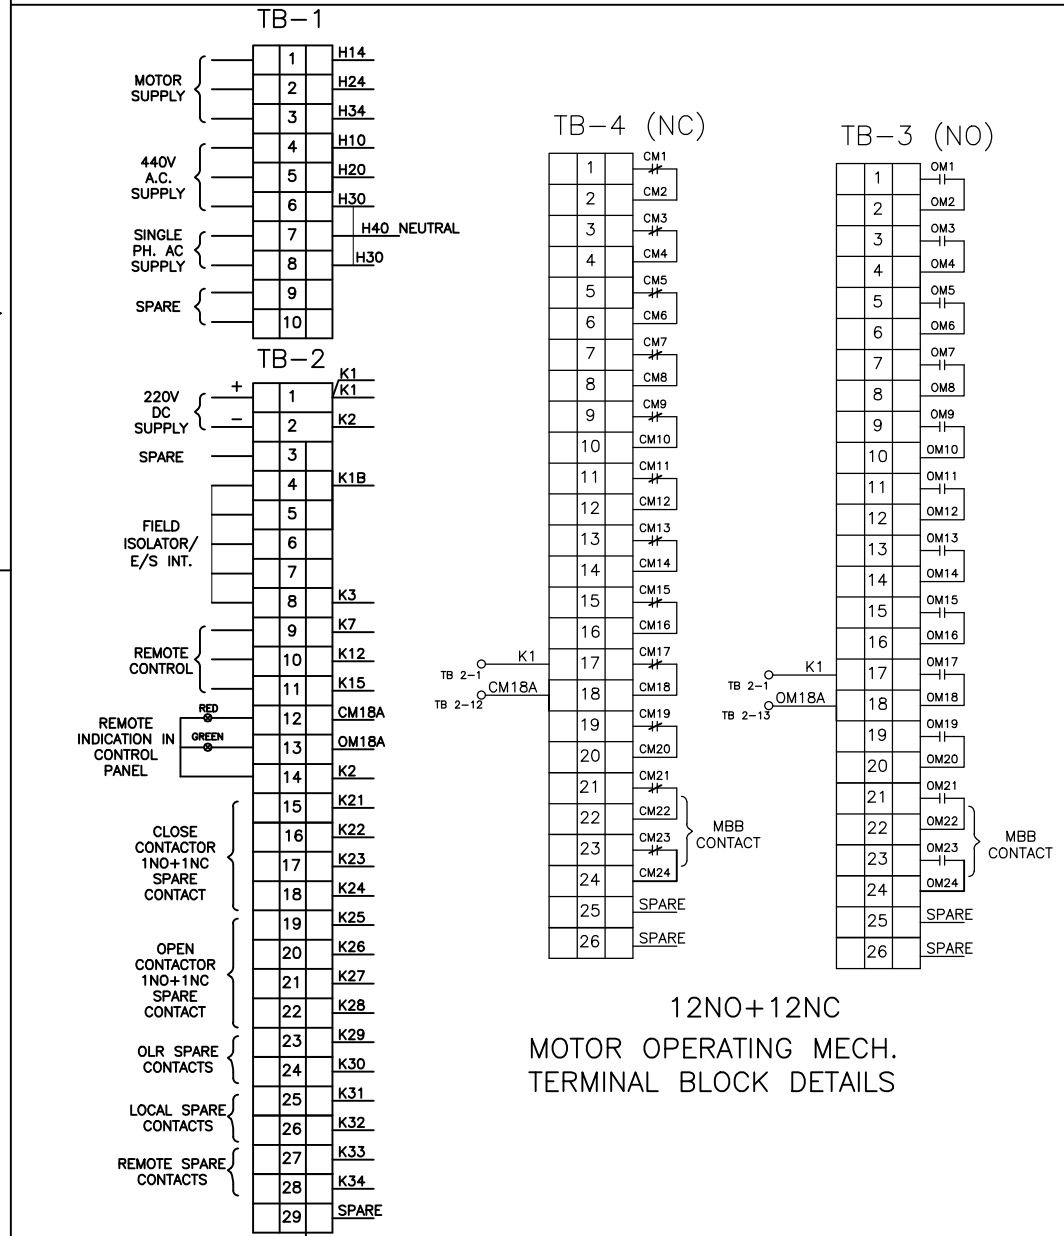 TB-1
MOTOR
SUPPLY
440V
A.C.
SUPPLY
SINGLE
PH. AC
SUPPLY
SPARE
1 H14
2 H24
3 H34
4 H10
5 H20
6 H30
7 H40 NEUTRAL
8 H30
9
10
TB-2
220V
DC
SUPPLY
+
-
SPARE
FIELD
ISOLATOR/
E/S INT.
REMOTE
CONTROL
RED
GREEN
REMOTE
INDICATION IN
CONTROL
PANEL
CLOSE
CONTACTOR
1NO+1NC
SPARE
CONTACT
OPEN
CONTACTOR
1NO+1NC
SPARE
CONTACT
OLR SPARE
CONTACTS
LOCAL SPARE
CONTACTS
REMOTE SPARE
CONTACTS
K1
1 K1
2 K2
3
4 K1B
5
6
7
8 K3
9 K7
10 K12
11 K15
12 CM18A
13 OM18A
14 K2
15 K21
16 K22
17 K23
18 K24
19 K25
20 K26
21 K27
22 K28
23 K29
24 K30
25 K31
26 K32
27 K33
28 K34
29 SPARE
TB-4 (NC)
1 CM1
2 CM2
3 CM3
4 CM4
5 CM5
6 CM6
7 CM7
8 CM8
9 CM9
10 CM10
11 CM11
12 CM12
13 CM13
14 CM14
15 CM15
16 CM16
TB 2-1 K1 17 CM17
TB 2-12 CM18A 18 CM18
19 CM19
20 CM20
21 CM21
22 CM22
23 CM23
24 CM24
MBB
CONTACT
25 SPARE
26 SPARE
TB-3 (NO)
1 OM1
2 OM2
3 OM3
4 OM4
5 OM5
6 OM6
7 OM7
8 OM8
9 OM9
10 OM10
11 OM11
12 OM12
13 OM13
14 OM14
15 OM15
16 OM16
TB 2-1 K1 17 OM17
TB 2-13 OM18A 18 OM18
19 OM19
20 OM20
21 OM21
22 OM22
23 OM23
24 OM24
MBB
CONTACT
25 SPARE
26 SPARE
12NO+12NC
MOTOR OPERATING MECH.
TERMINAL BLOCK DETAILS